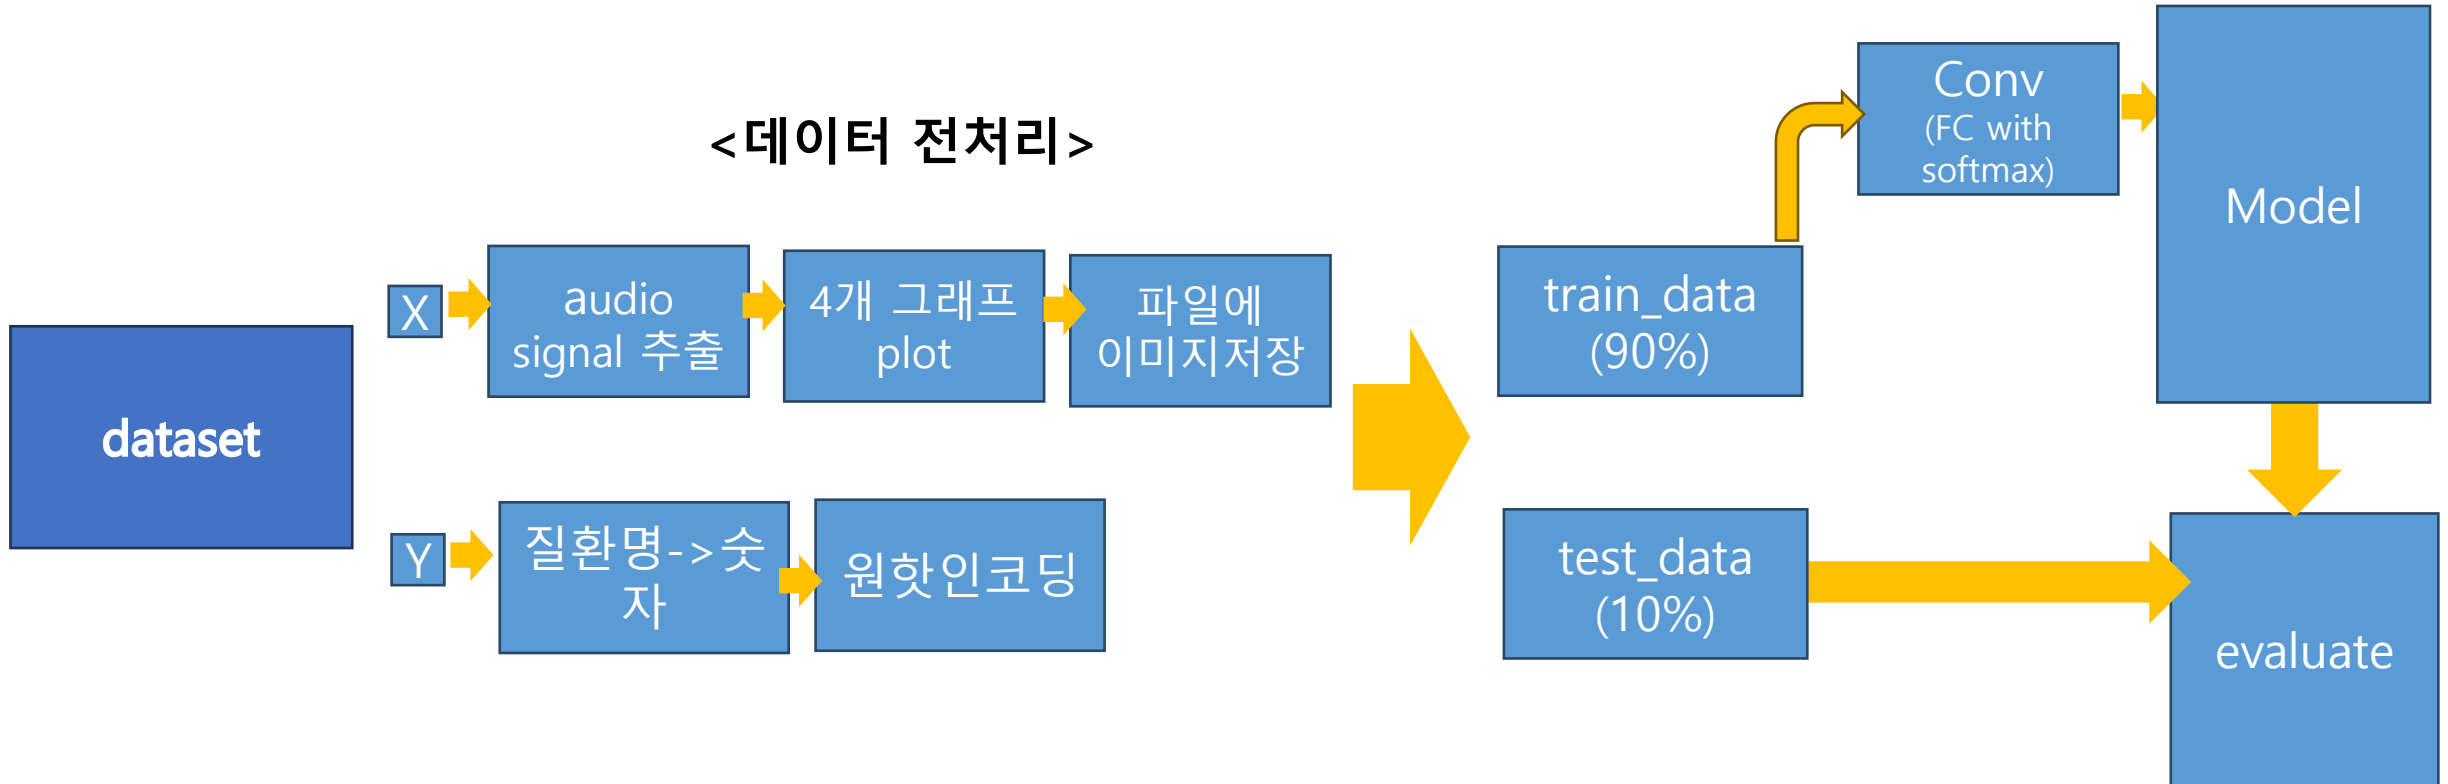 <데이터 전처리>
dataset
X
audio
signal 추출
4개 그래프
plot
파일에
이미지저장
Y
질환명->숫
자
원핫인코딩
train_data
(90%)
test_data
(10%)
Conv
(FC with
softmax)
Model
evaluate